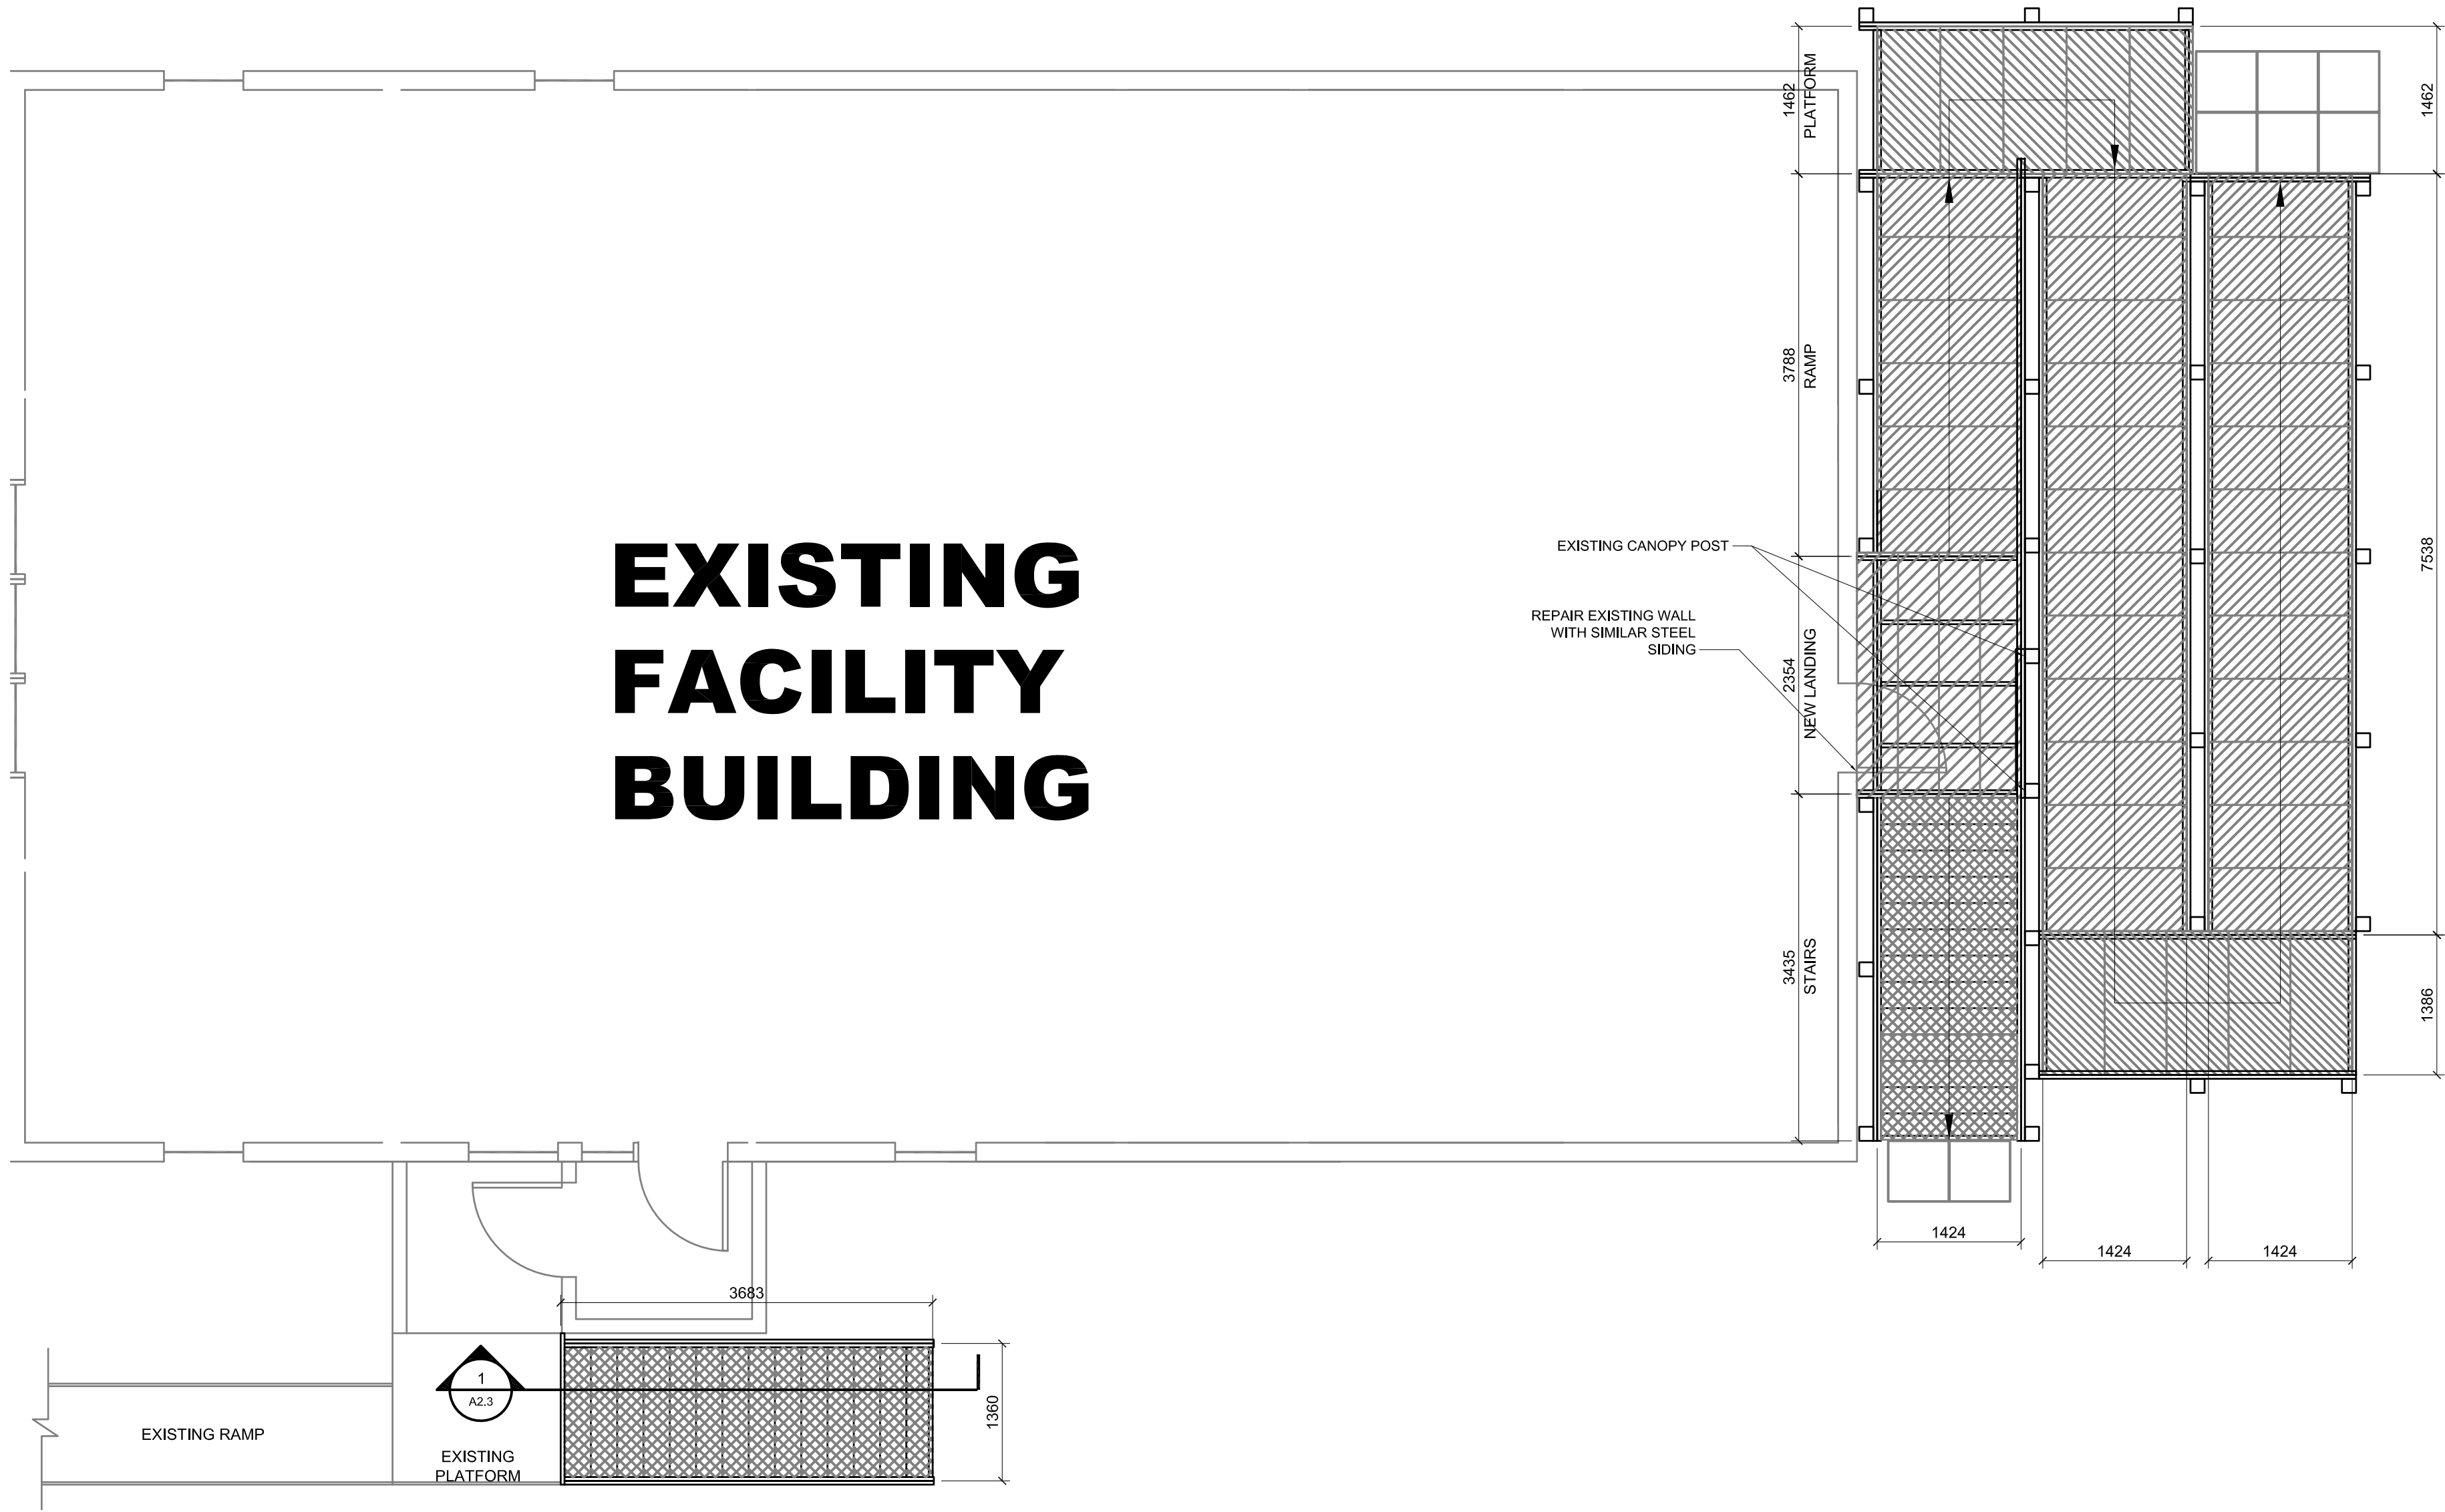 1462
PLATFORM
1462
3788
RAMP
EXISTING
FACILITY
BUILDING
EXISTING CANOPY POST
REPAIR EXISTING WALL
WITH SIMILAR STEEL
SIDING
2354
NEW LANDING
7538
3435
STAIRS
1386
1424
1424
1424
3683
1360
1
A2.3
EXISTING RAMP
EXISTING
PLATFORM